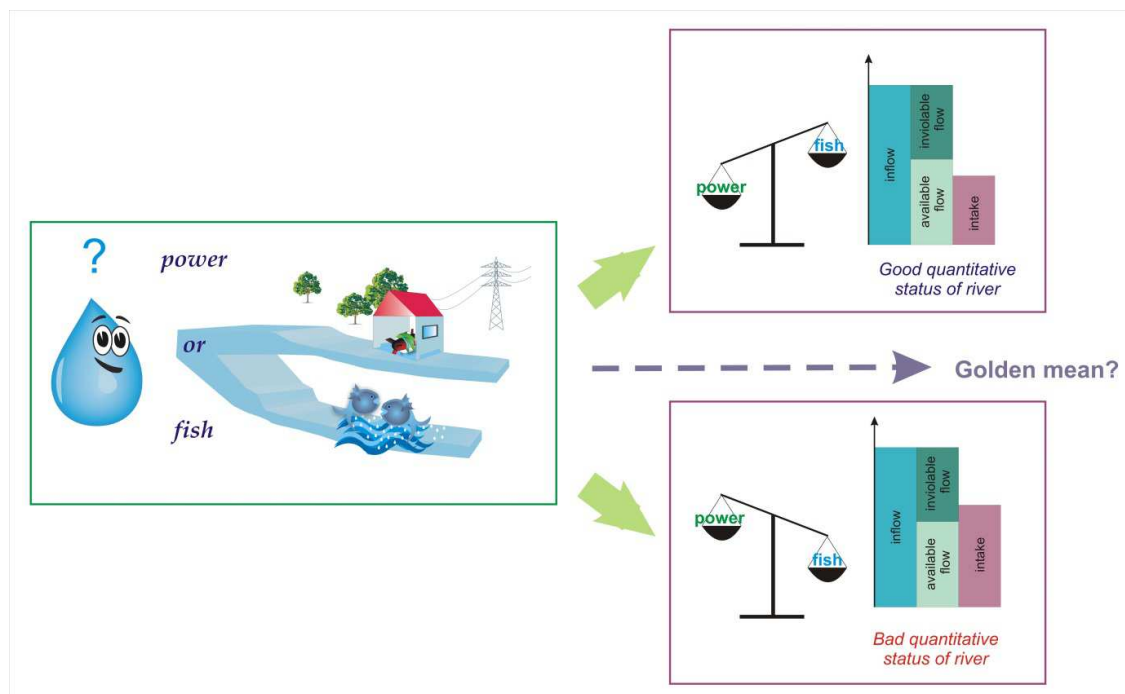 ?
power
or
fish
power
fish
inflow
inviolable
flow
available
flow
intake
Good quantitative
status of river
Golden mean?
power
fish
inflow
inviolable
flow
available
flow
intake
Bad quantitative
status of river